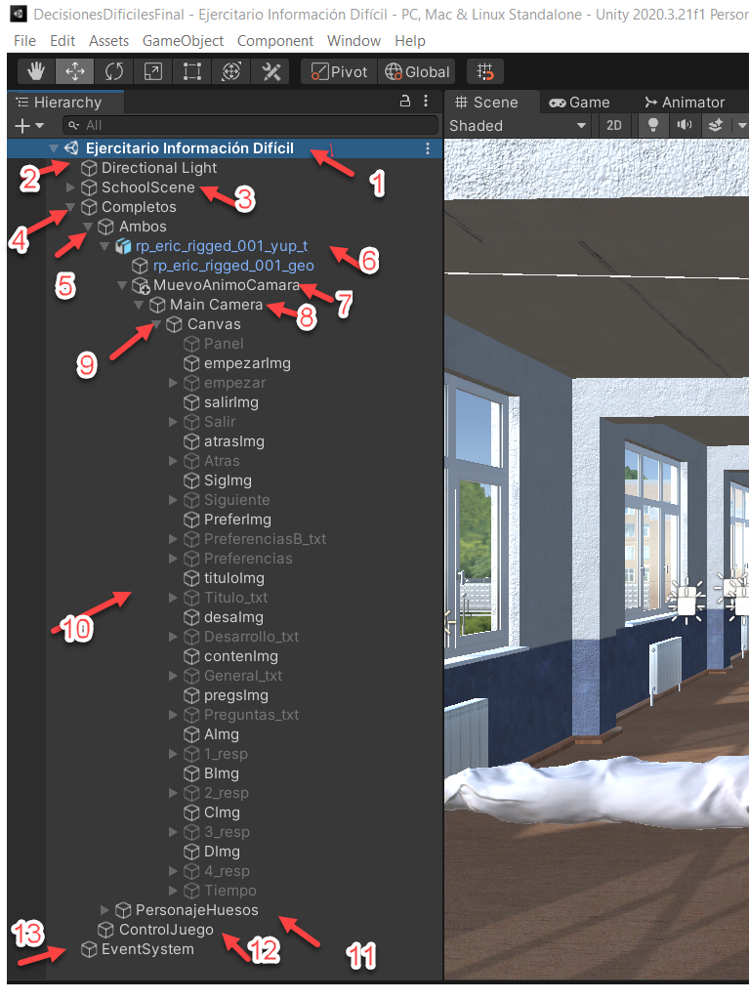 DecisionesDificilesFinal - Ejercitario Información Difícil - PC, Mac & Linux Standalone - Unity 2020.3.21f1 Person
File Edit Assets GameObject Component Window Help
Pivot Global
Hierarchy
Scene Game Animator
All
Shaded 2D
Ejercitario Información Difícil
1
Directional Light
2
SchoolScene
3
Completos
4
Ambos
5
rp_eric_rigged_001_yup_t
6
rp_eric_rigged_001_geo
MuevoAnimoCamara
7
Main Camera
8
Canvas
9
Panel
empezarImg
empezar
salirImg
Salir
atrasImg
Atras
SigImg
Siguiente
PreferImg
PreferenciasB_txt
Preferencias
tituloImg
Titulo_txt
10
desaImg
Desarrollo_txt
contenImg
General_txt
pregsImg
Preguntas_txt
AImg
1_resp
BImg
2_resp
CImg
3_resp
DImg
4_resp
Tiempo
PersonajeHuesos
11
ControlJuego
12
13
EventSystem